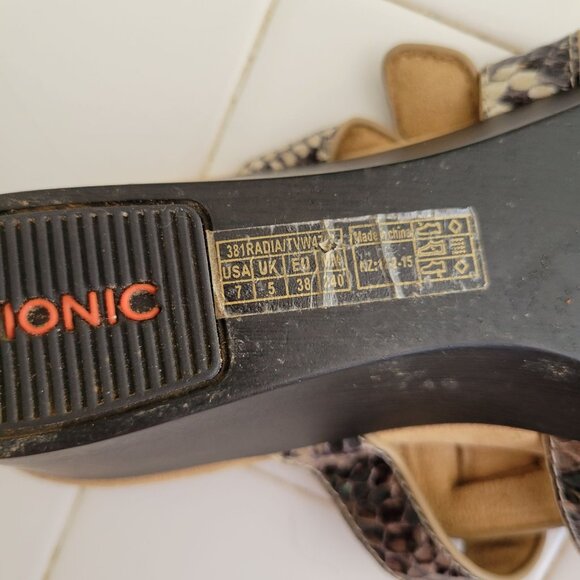 IONIC
381RADIA/TVW4
USA UK EU
7 5 38 240
Made in china